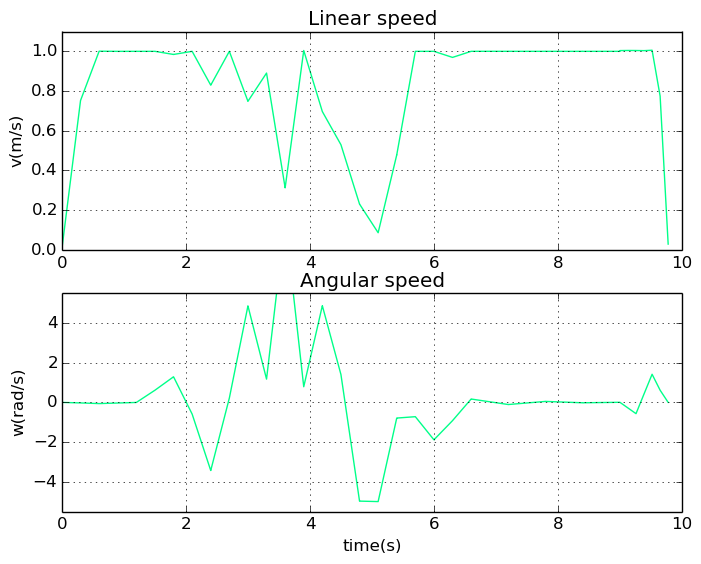 Linear speed
1.0
0.8
0.6
0.4
0.2
0.0
v(m/s)
0 2 4 6 8 10
Angular speed
4
2
0
−2
−4
w(rad/s)
0 2 4 6 8 10
time(s)